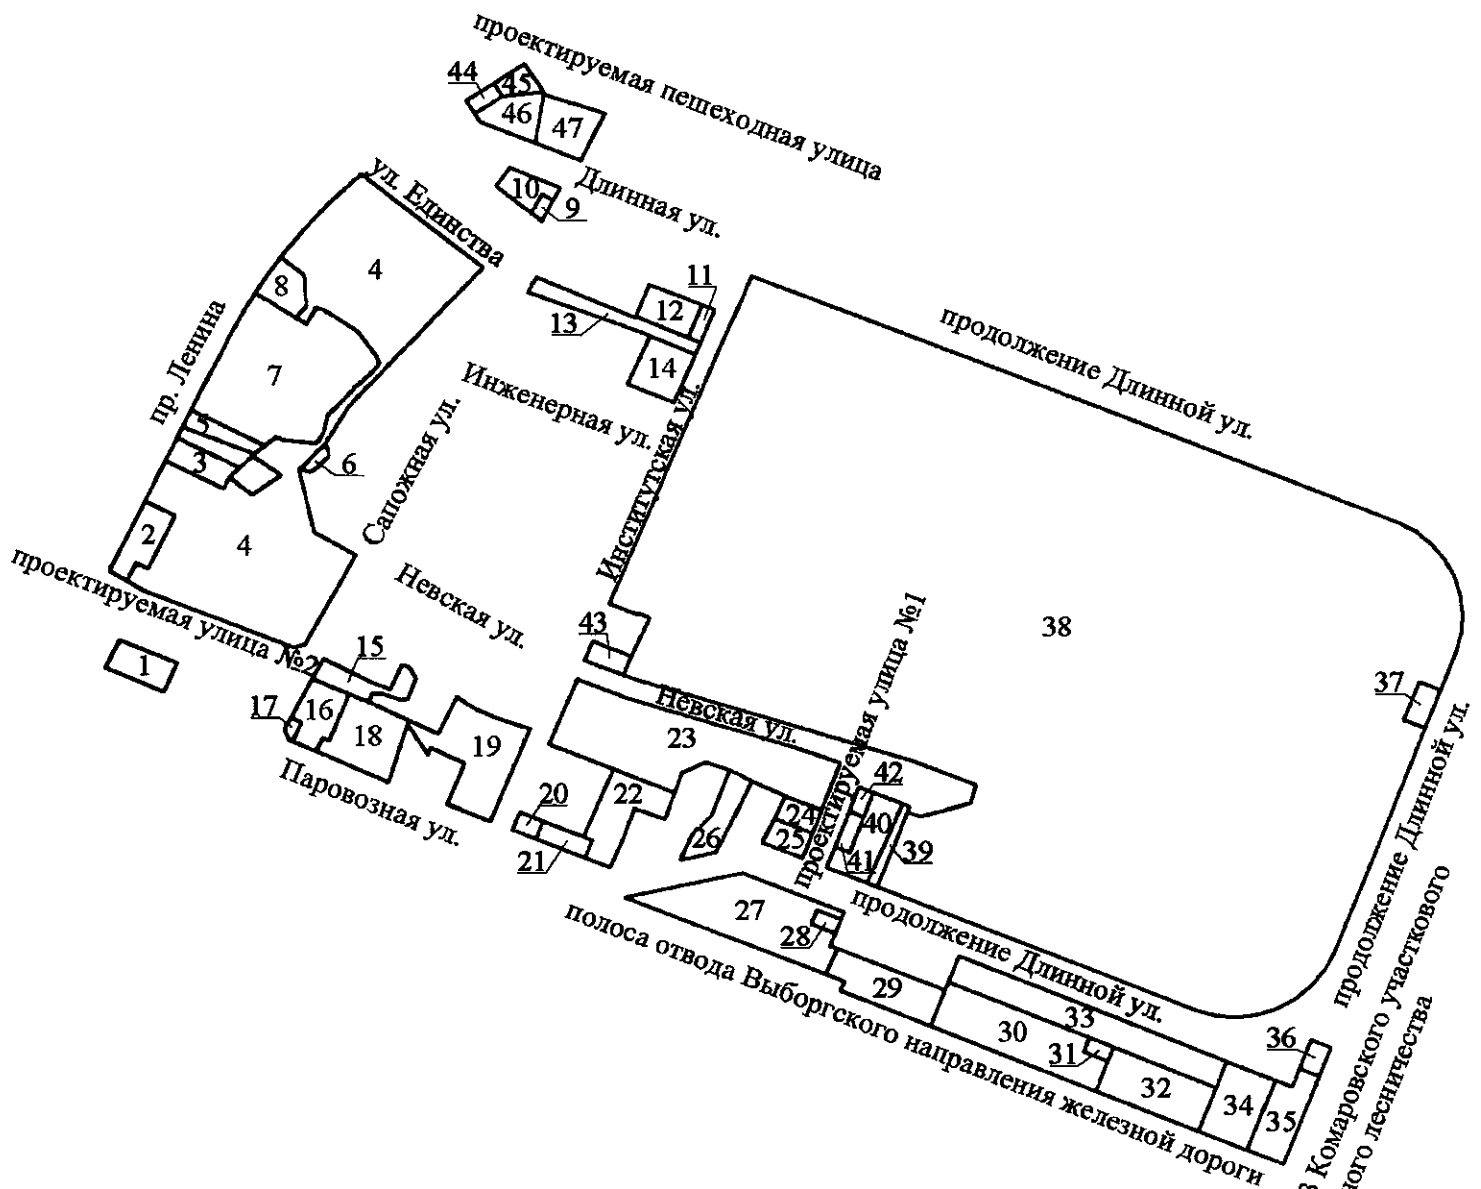 проектируемая пешеходная улица
44
45
46
47
ул. Единства
10
9
Длинная ул.
4
8
11
12
13
14
пр. Ленина
7
продолжение Длинной ул.
Инженерная ул.
Институтская ул.
Сапожная ул.
5
3
6
2
4
проектируемая улица №2
Невская ул.
1
43
38
37
15
16
17
18
19
Паровозная ул.
Невская ул.
23
проектируемая улица №1
42
40
41
39
20
21
22
24
25
26
27
28
29
30
31
32
33
34
35
36
продолжение Длинной ул.
полоса отвода Выборгского направления железной дороги
продолжение Длинной ул.
Комаровского участкового
лесничества